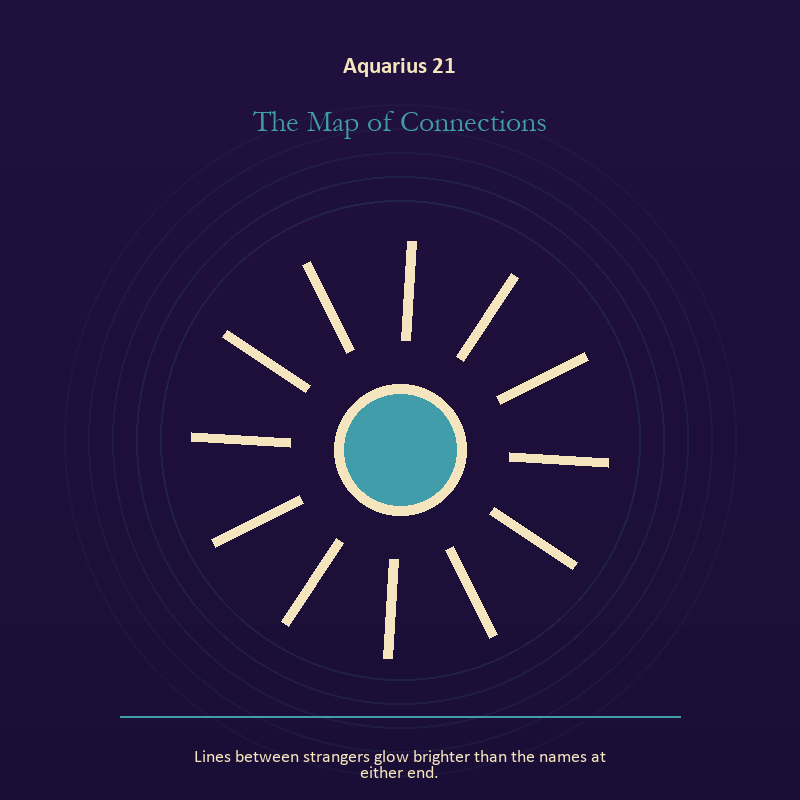 Aquarius 21
The Map of Connections
Lines between strangers glow brighter than the names at
either end.